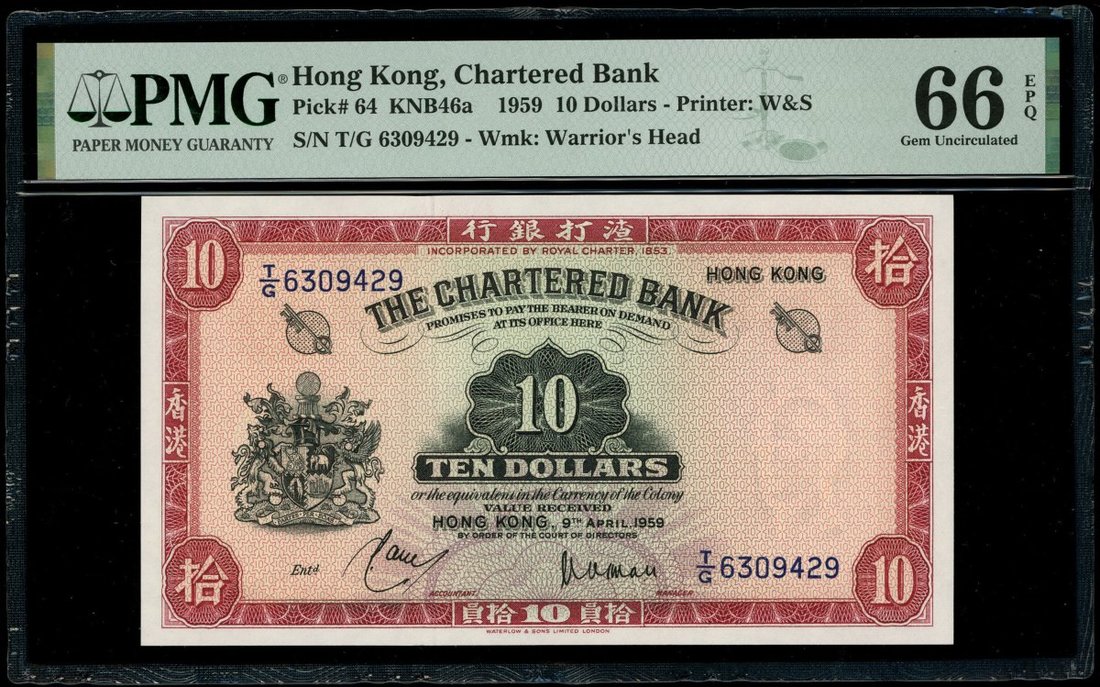 PMG®
PAPER MONEY GUARANTY
Hong Kong, Chartered Bank
Pick# 64 KNB46a 1959 10 Dollars - Printer: W&S
S/N T/G 6309429 - Wmk: Warrior's Head
66 EPQ
Gem Uncirculated
行銀打渣
INCORPORATED BY ROYAL CHARTER, 1853.
10
拾
T/G 6309429
HONG KONG
THE CHARTERED BANK
PROMISES TO PAY THE BEARER ON DEMAND
AT ITS OFFICE HERE
10
香港
香港
TEN DOLLARS
or the equivalent in the Currency of the Colony
VALUE RECEIVED
HONG KONG, 9TH APRIL, 1959
BY ORDER OF THE COURT OF DIRECTORS
Entd
T/G 6309429
ACCOUNTANT.
MANAGER
拾
10
員拾 10 員拾
WATERLOW & SONS LIMITED LONDON